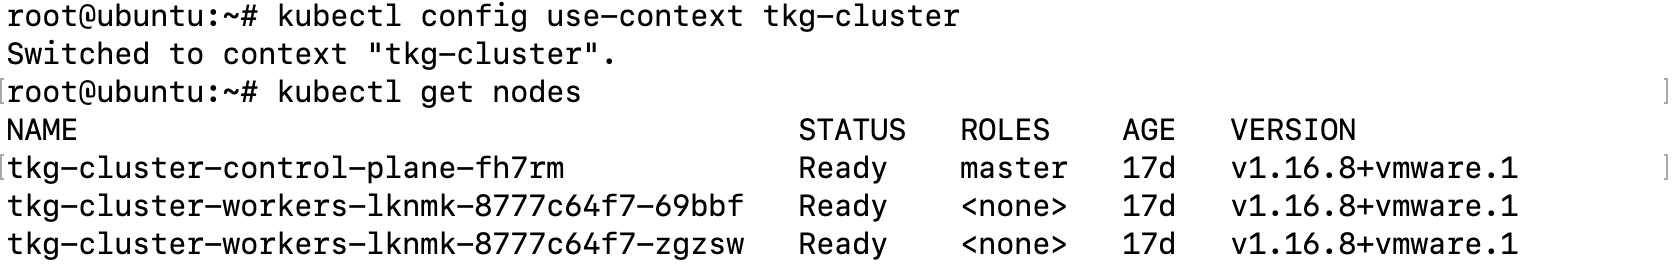 root@ubuntu:~# kubectl config use-context tkg-cluster
Switched to context "tkg-cluster".
[root@ubuntu:~# kubectl get nodes ]
NAME STATUS ROLES AGE VERSION
[tkg-cluster-control-plane-fh7rm Ready master 17d v1.16.8+vmware.1 ]
tkg-cluster-workers-lknmk-8777c64f7-69bbf Ready <none> 17d v1.16.8+vmware.1
tkg-cluster-workers-lknmk-8777c64f7-zgzsw Ready <none> 17d v1.16.8+vmware.1